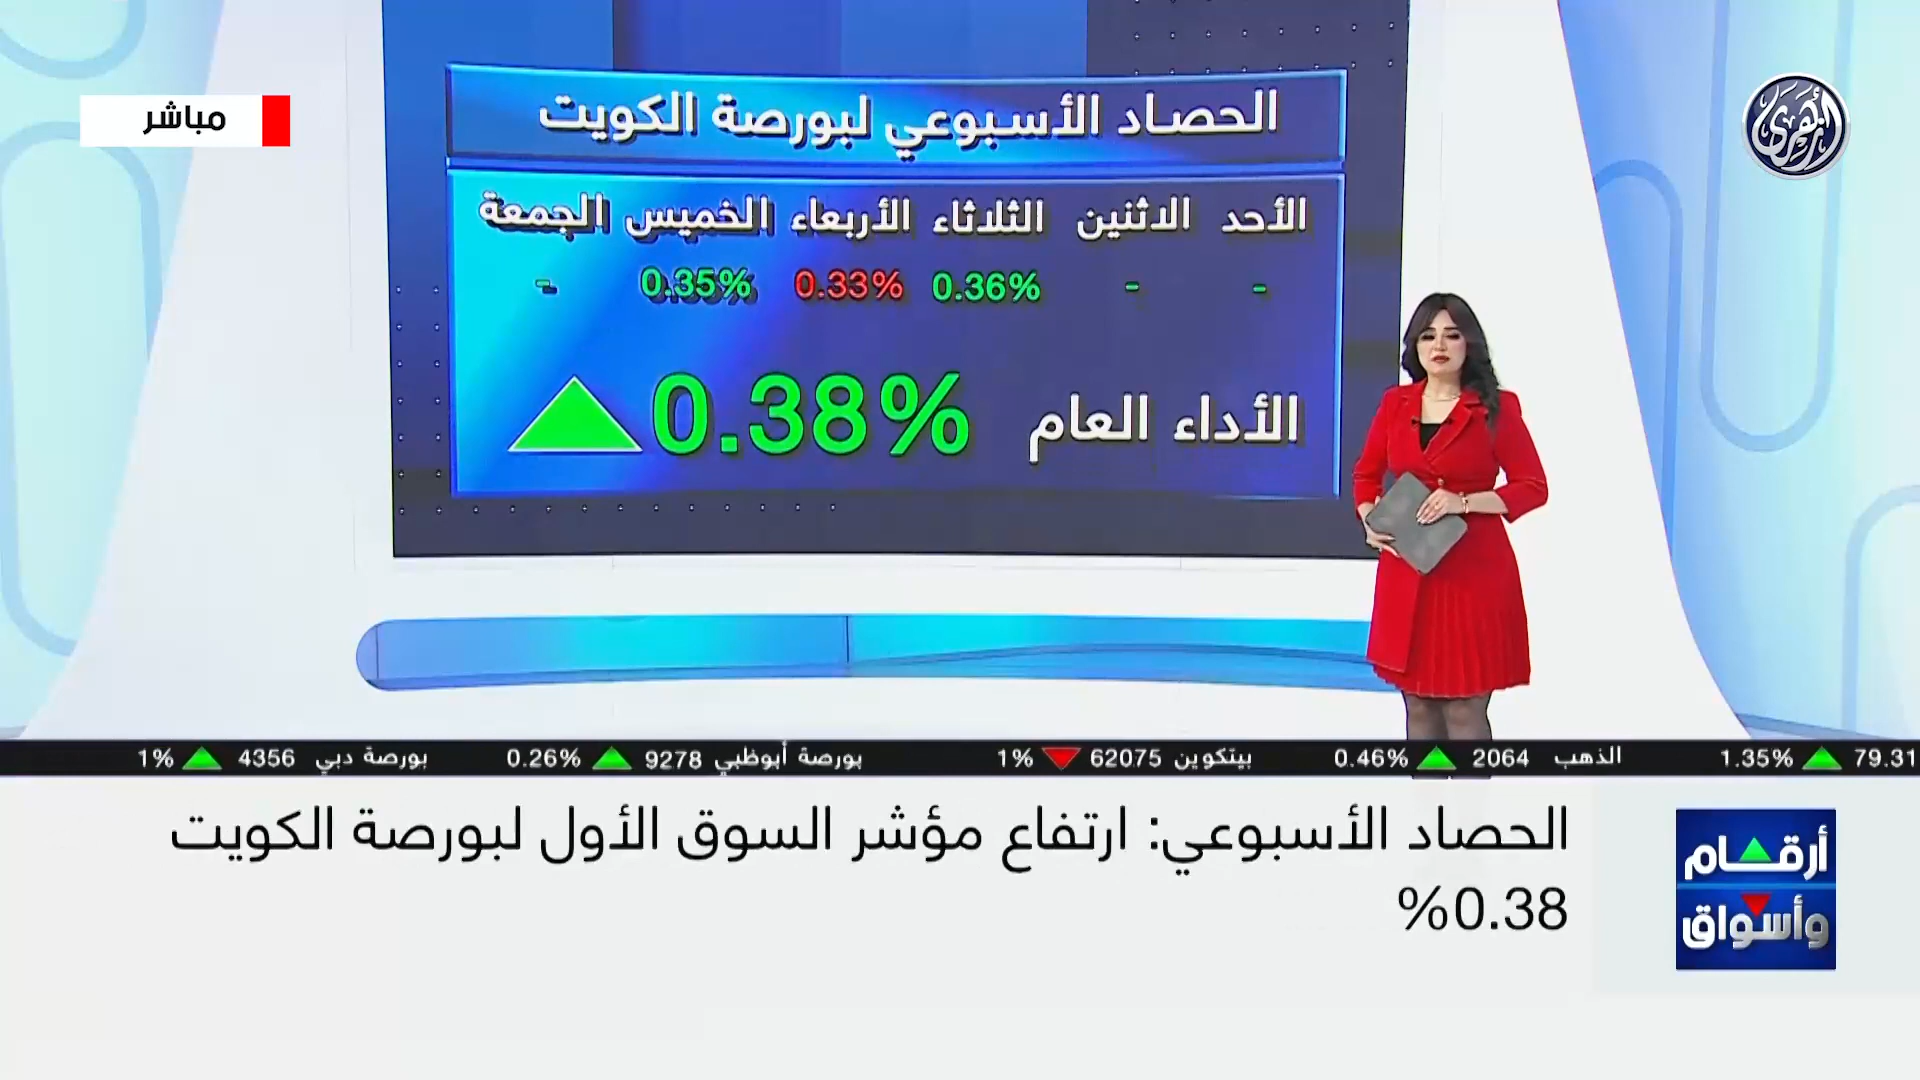 مباشر
الحصاد الأسبوعي لبورصة الكويت
الأحد الاثنين الثلاثاء الأربعاء الخميس الجمعة
- - 0.36% 0.33% 0.35% -
الأداء العام 0.38%
79.31 1.35% الذهب 2064 0.46% بيتكوين 62075 1% بورصة أبوظبي 9278 0.26% بورصة دبي 4356 1%
الحصاد الأسبوعي: ارتفاع مؤشر السوق الأول لبورصة الكويت
0.38%
أرقام
وأسواق